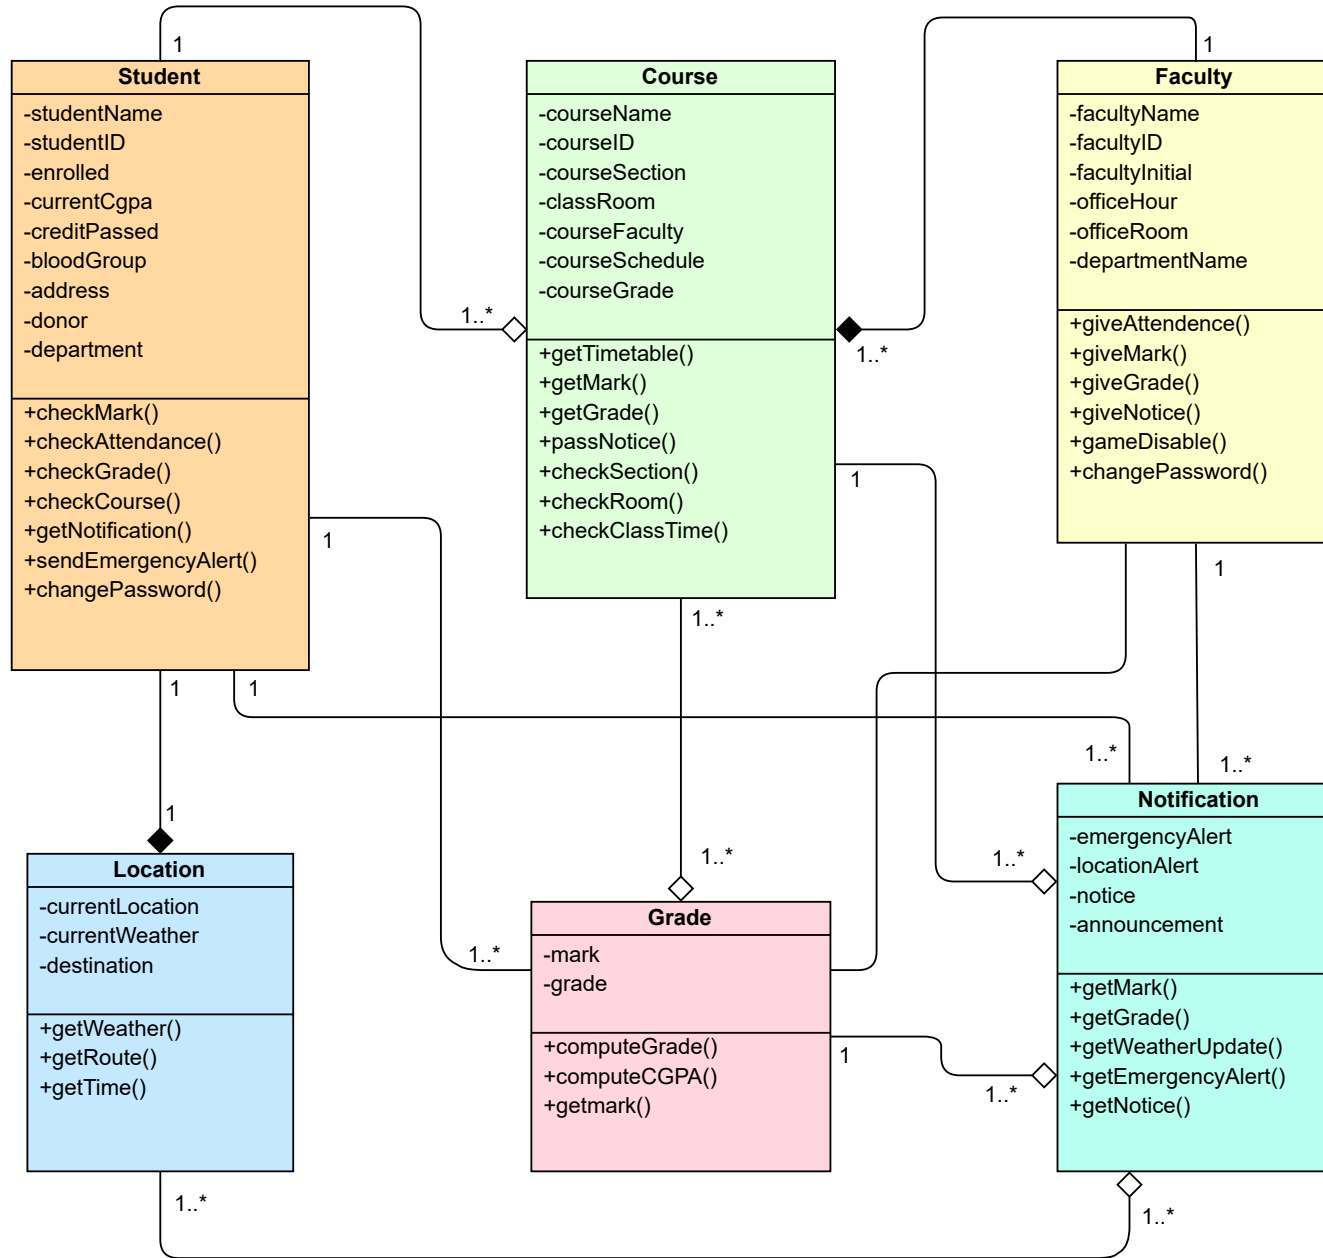 1
Student
-studentName
-studentID
-enrolled
-currentCgpa
-creditPassed
-bloodGroup
-address
-donor
-department
+checkMark()
+checkAttendance()
+checkGrade()
+checkCourse()
+getNotification()
+sendEmergencyAlert()
+changePassword()
1..*
Course
-courseName
-courseID
-courseSection
-classRoom
-courseFaculty
-courseSchedule
-courseGrade
+getTimetable()
+getMark()
+getGrade()
+passNotice()
+checkSection()
+checkRoom()
+checkClassTime()
1..*
1
Faculty
-facultyName
-facultyID
-facultyInitial
-officeHour
-officeRoom
-departmentName
+giveAttendence()
+giveMark()
+giveGrade()
+giveNotice()
+gameDisable()
+changePassword()
1
1
1
1..*
1
1
1..*
1..*
1
Location
-currentLocation
-currentWeather
-destination
+getWeather()
+getRoute()
+getTime()
1..*
1..*
1..*
Grade
-mark
-grade
+computeGrade()
+computeCGPA()
+getmark()
1
1..*
1..*
Notification
-emergencyAlert
-locationAlert
-notice
-announcement
+getMark()
+getGrade()
+getWeatherUpdate()
+getEmergencyAlert()
+getNotice()
1..*
1..*